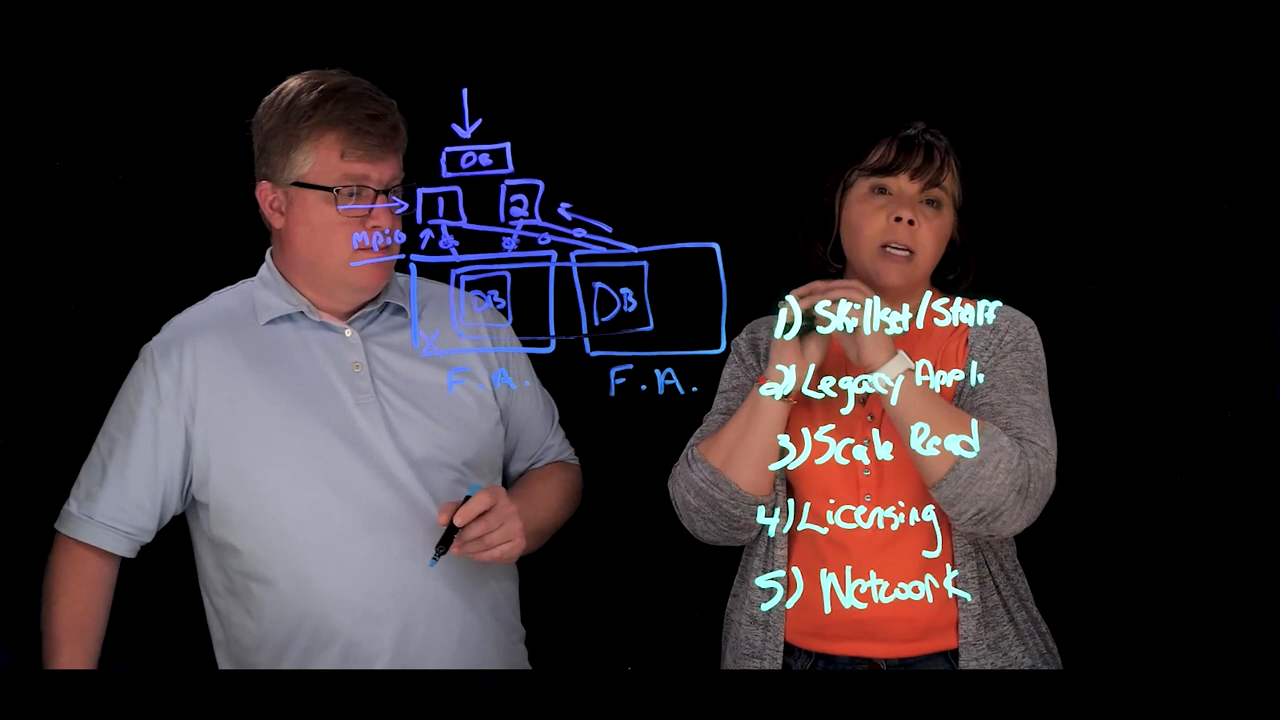 DB
1 2
MPIO
DB DB
X
F.A. F.A.
1) Skillset/Staff
2) Legacy Appl.
3) Scale Read
4) Licensing
5) Network